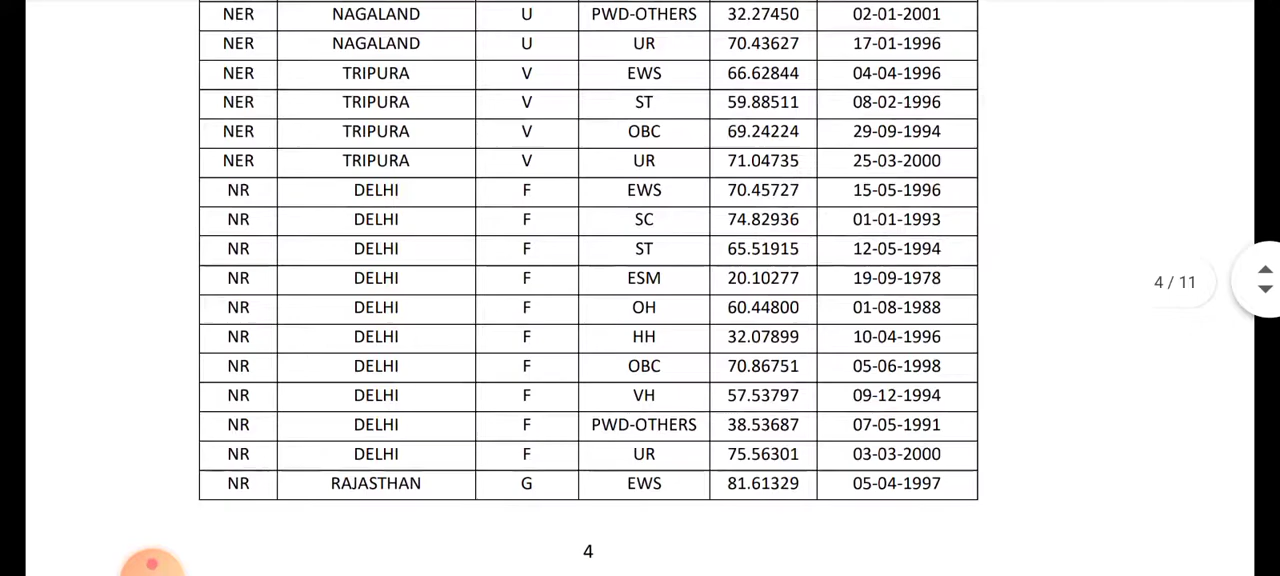 NER NAGALAND U PWD-OTHERS 32.27450 02-01-2001
NER NAGALAND U UR 70.43627 17-01-1996
NER TRIPURA V EWS 66.62844 04-04-1996
NER TRIPURA V ST 59.88511 08-02-1996
NER TRIPURA V OBC 69.24224 29-09-1994
NER TRIPURA V UR 71.04735 25-03-2000
NR DELHI F EWS 70.45727 15-05-1996
NR DELHI F SC 74.82936 01-01-1993
NR DELHI F ST 65.51915 12-05-1994
NR DELHI F ESM 20.10277 19-09-1978
NR DELHI F OH 60.44800 01-08-1988
NR DELHI F HH 32.07899 10-04-1996
NR DELHI F OBC 70.86751 05-06-1998
NR DELHI F VH 57.53797 09-12-1994
NR DELHI F PWD-OTHERS 38.53687 07-05-1991
NR DELHI F UR 75.56301 03-03-2000
NR RAJASTHAN G EWS 81.61329 05-04-1997
4 / 11
4